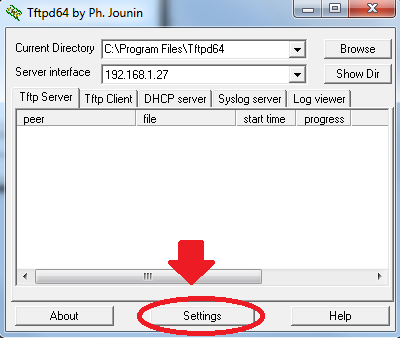 Tftpd64 by Ph. Jounin
Current Directory C:\Program Files\Tftpd64 Browse
Server interface 192.168.1.27 Show Dir
Tftp Server Tftp Client DHCP server Syslog server Log viewer
peer file start time progress
About Settings Help